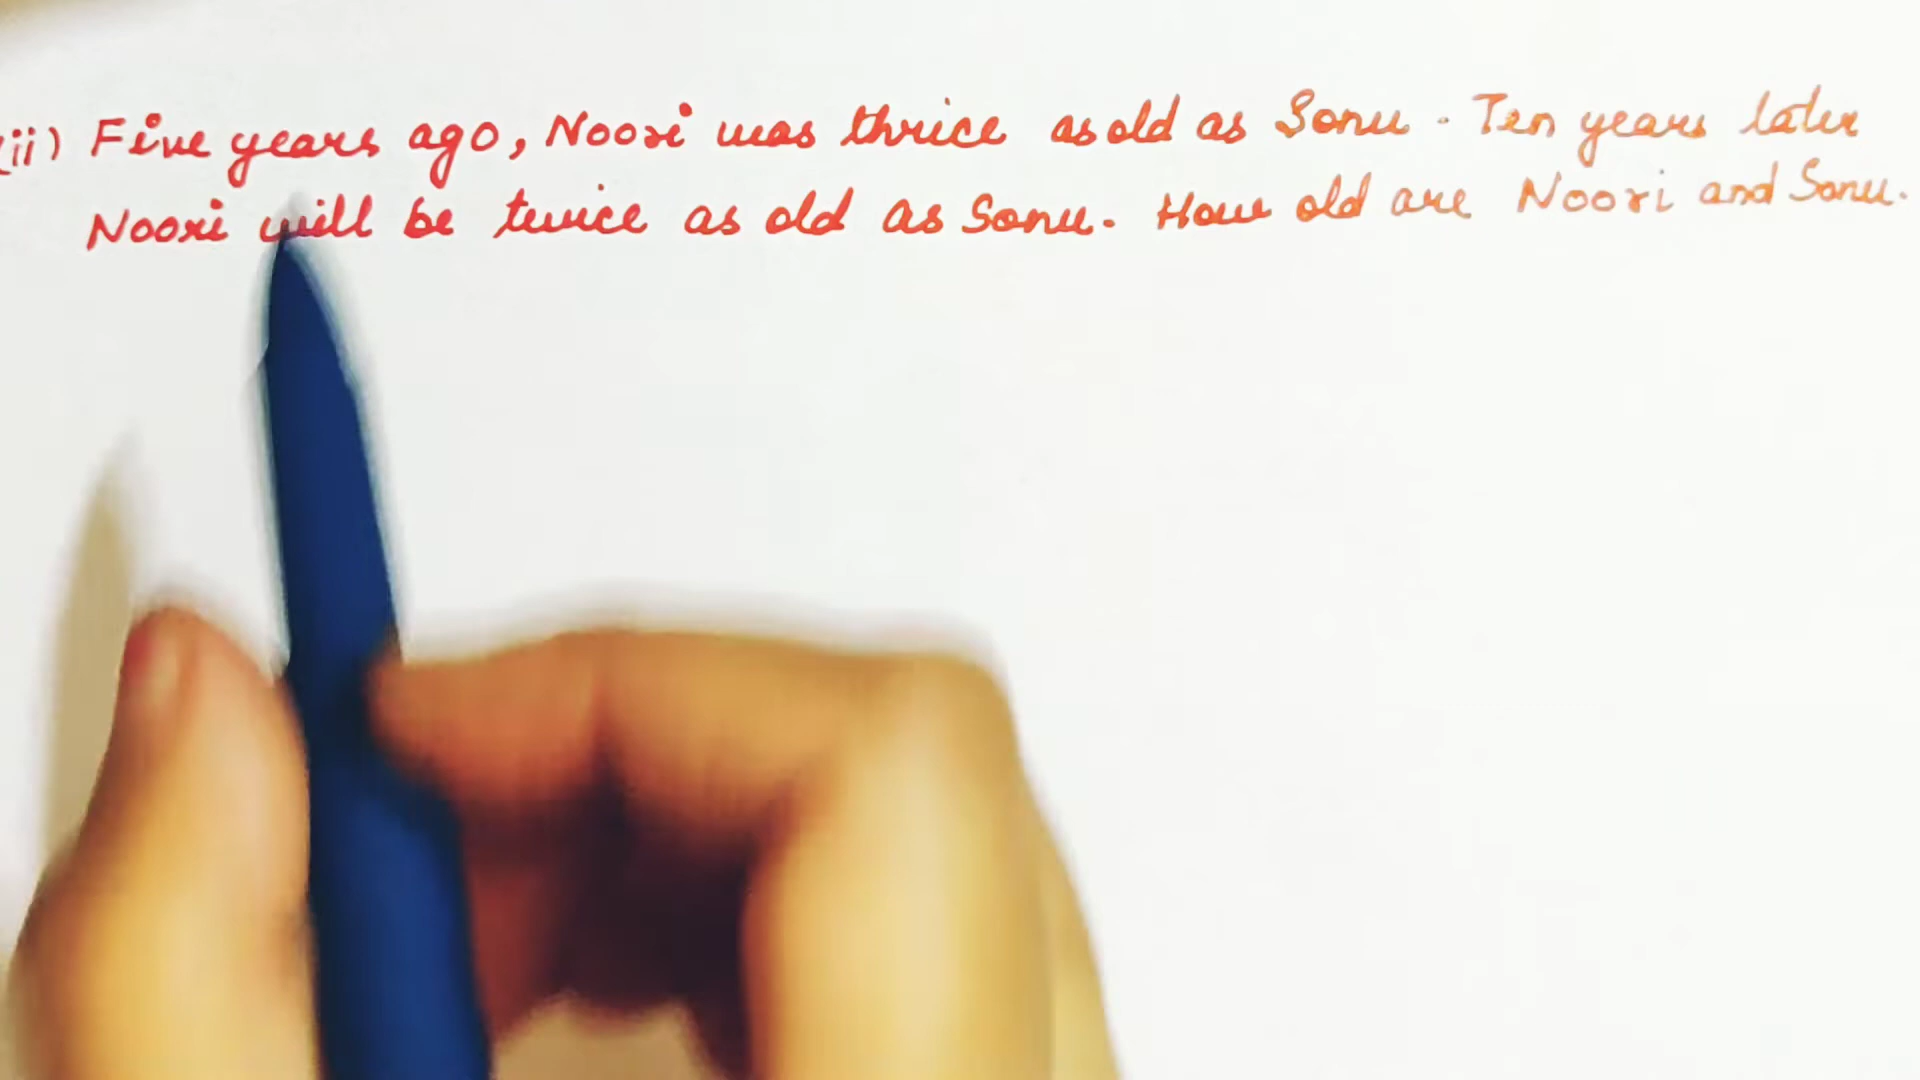 (ii) Five years ago, Noori was thrice as old as Sonu. Ten years later
Noori will be twice as old as Sonu. How old are Noori and Sonu.